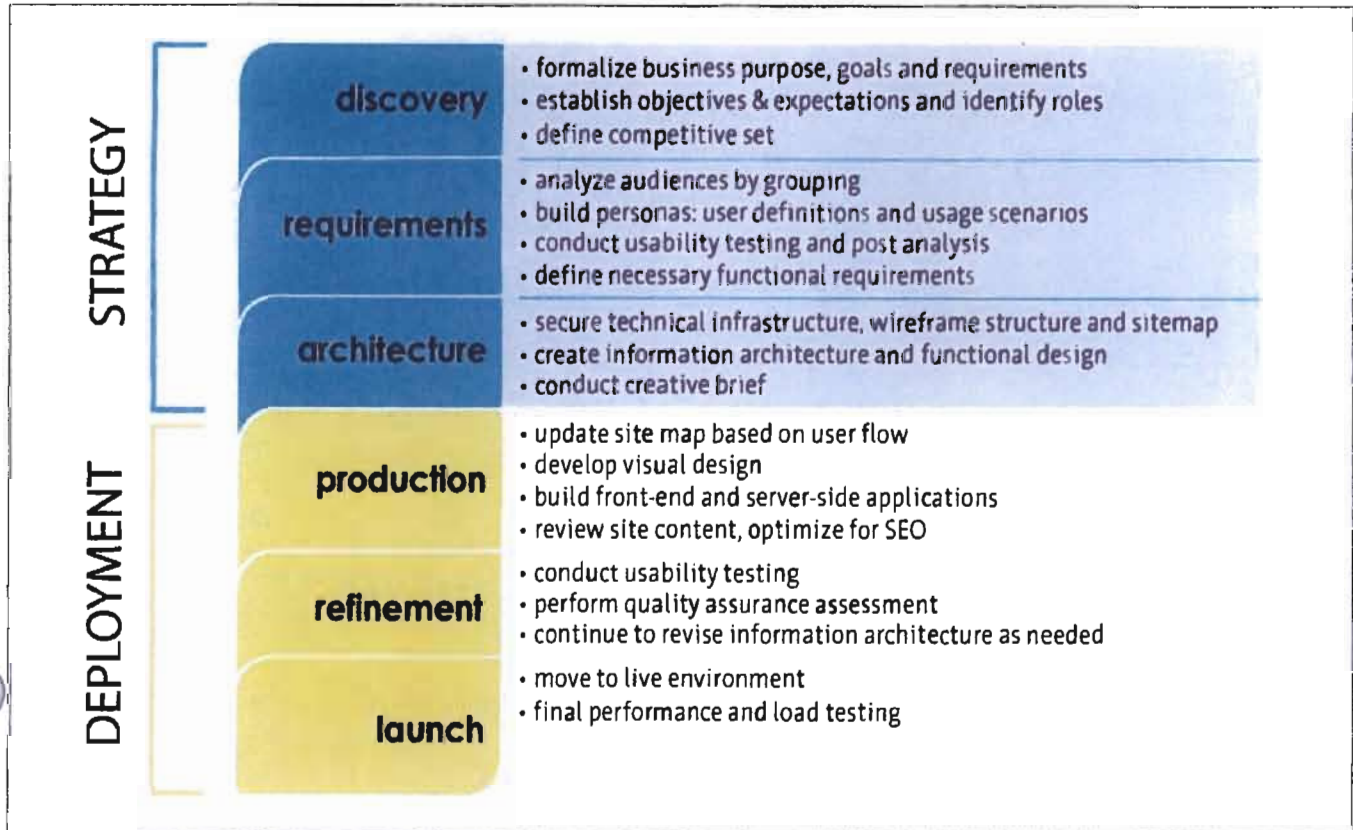 STRATEGY
discovery
• formalize business purpose, goals and requirements
• establish objectives & expectations and identify roles
• define competitive set
requirements
• analyze audiences by grouping
• build personas: user definitions and usage scenarios
• conduct usability testing and post analysis
• define necessary functional requirements
architecture
• secure technical infrastructure, wireframe structure and sitemap
• create information architecture and functional design
• conduct creative brief
DEPLOYMENT
production
• update site map based on user flow
• develop visual design
• build front-end and server-side applications
• review site content, optimize for SEO
refinement
• conduct usability testing
• perform quality assurance assessment
• continue to revise information architecture as needed
launch
• move to live environment
• final performance and load testing